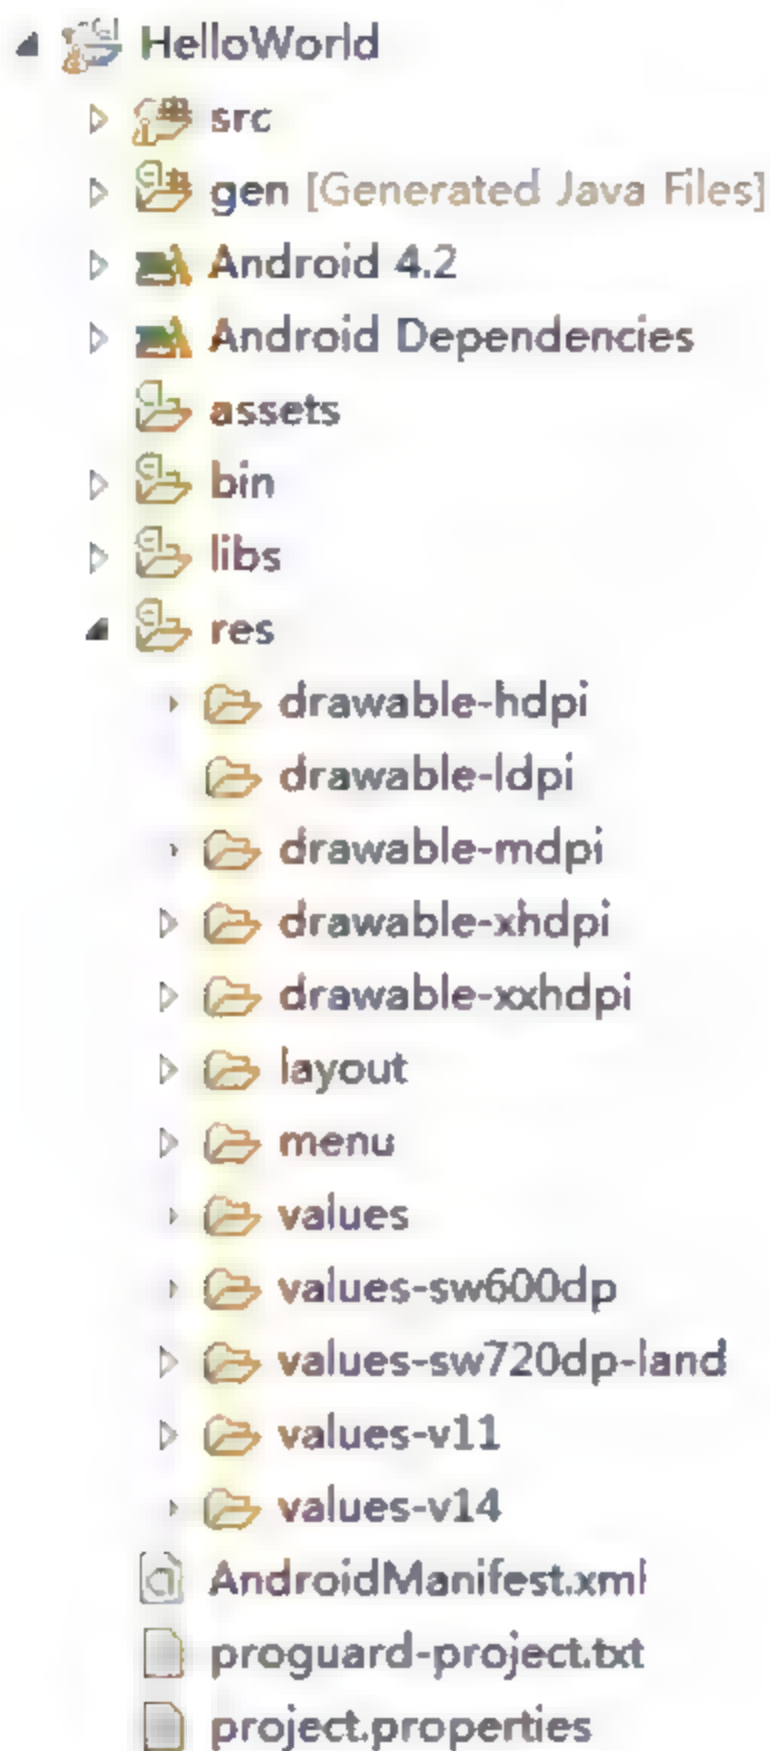 HelloWorld
src
gen [Generated Java Files]
Android 4.2
Android Dependencies
assets
bin
libs
res
drawable-hdpi
drawable-ldpi
drawable-mdpi
drawable-xhdpi
drawable-xxhdpi
layout
menu
values
values-sw600dp
values-sw720dp-land
values-v11
values-v14
AndroidManifest.xml
proguard-project.txt
project.properties